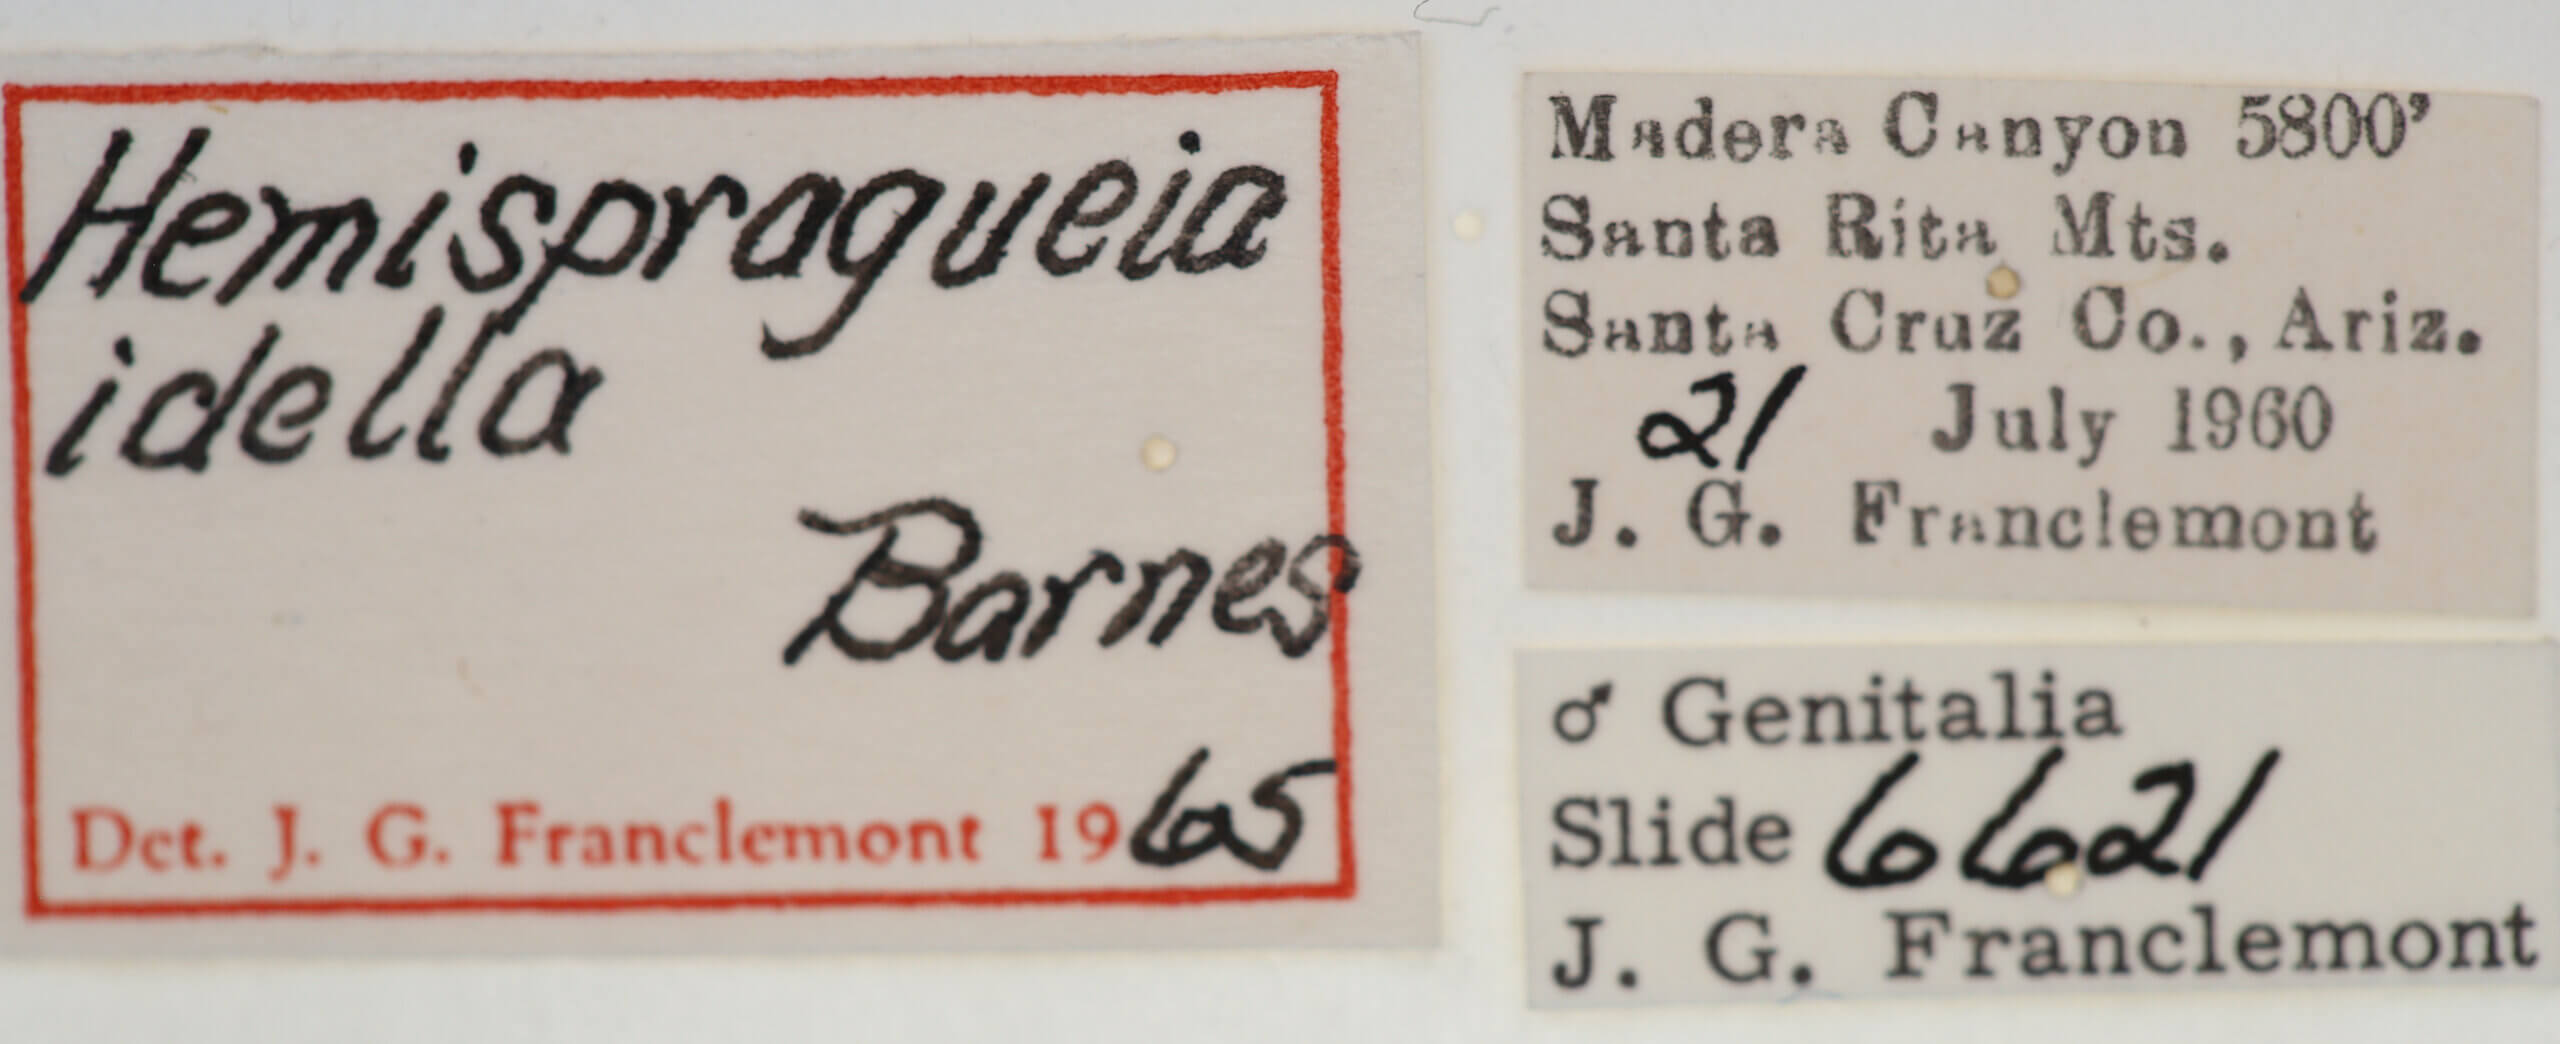 Hemispragueia
idella
Barnes
Det. J. G. Franclemont 1965
Madera Canyon 5800'
Santa Rita Mts.
Santa Cruz Co., Ariz.
21 July 1960
J. G. Franclemont
♂ Genitalia
Slide 6621
J. G. Franclemont